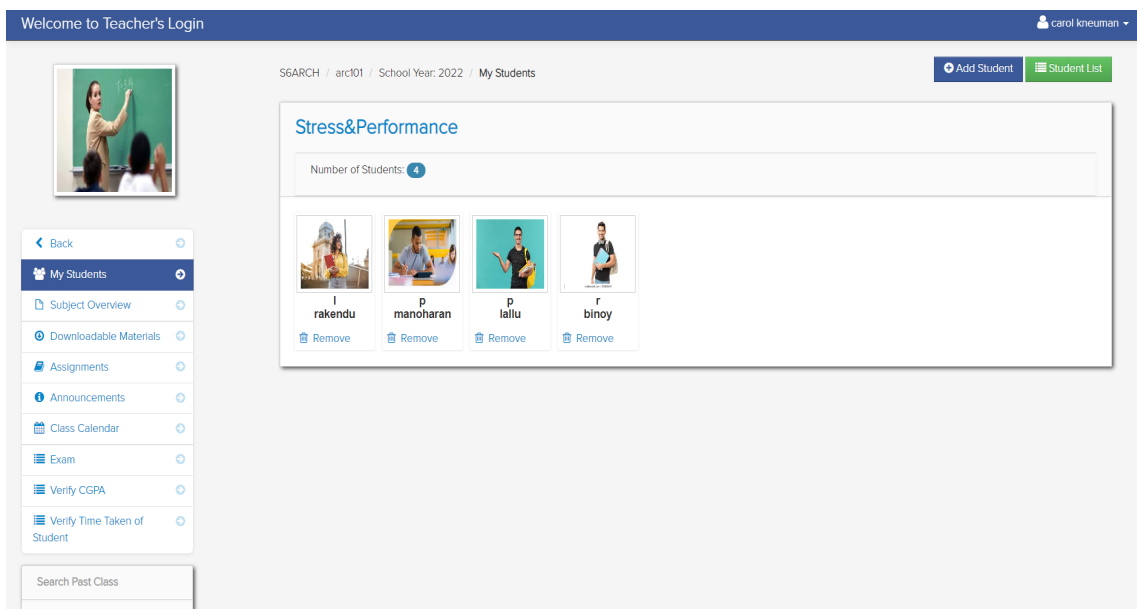 Welcome to Teacher's Login
carol kneuman
S6ARCH / arc101 / School Year: 2022 / My Students
Add Student
Student List
Stress&Performance
Number of Students: 4
l
rakendu
Remove
p
manoharan
Remove
p
lallu
Remove
r
binoy
Remove
Back
My Students
Subject Overview
Downloadable Materials
Assignments
Announcements
Class Calendar
Exam
Verify CGPA
Verify Time Taken of
Student
Search Past Class